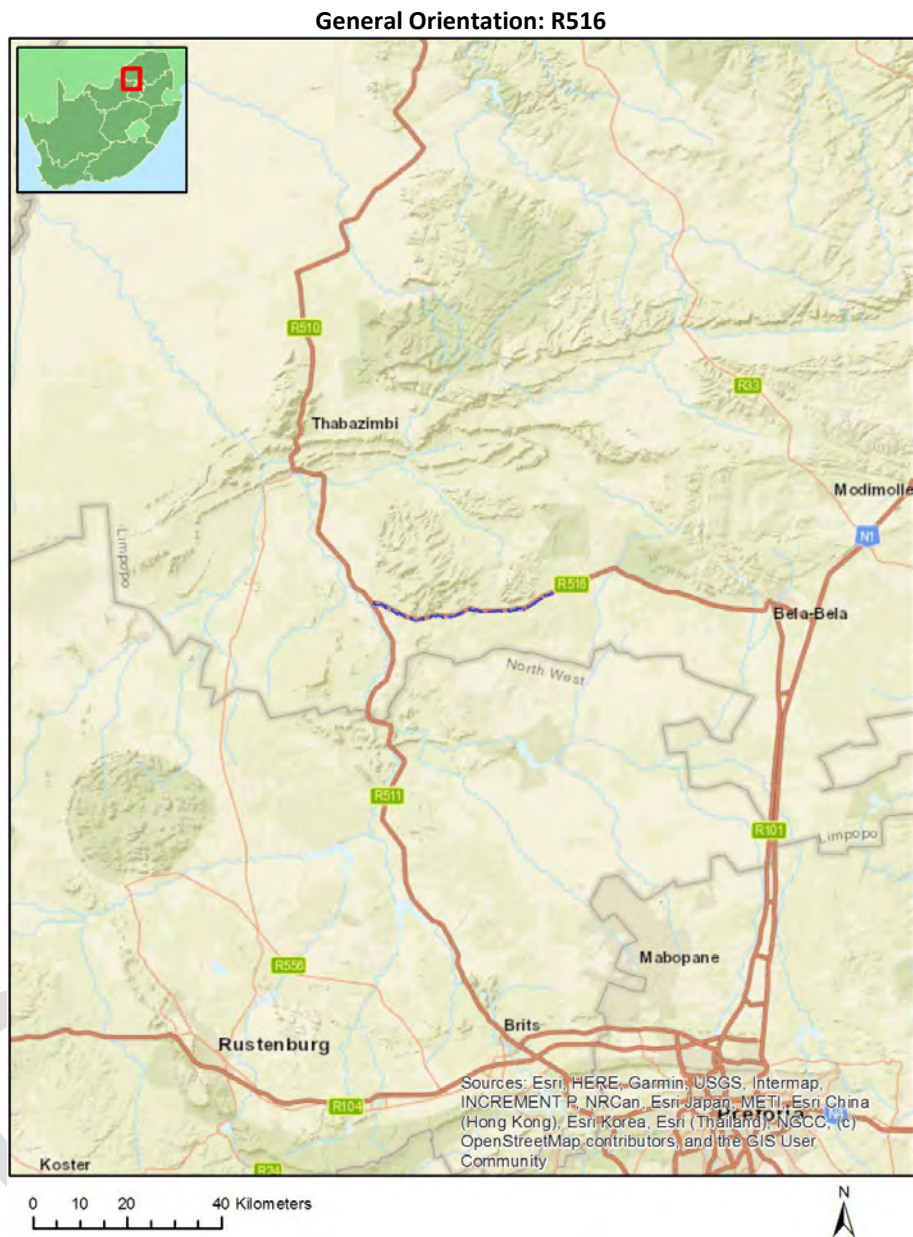 General Orientation: R516
R510
Thabazimbi
R33
Modimolle
N1
Limpopo
R516
Bela-Bela
North West
R511
R101
Limpopo
Mabopane
R556
Brits
Rustenburg
R104
Sources: Esri, HERE, Garmin, USGS, Intermap,
INCREMENT P, NRCan, Esri Japan, METI, Esri China
(Hong Kong), Esri Korea, Esri (Thailand), NGCC, (c)
OpenStreetMap contributors, and the GIS User
Community
Pretoria
Koster
R24
0 10 20 40 Kilometers
N